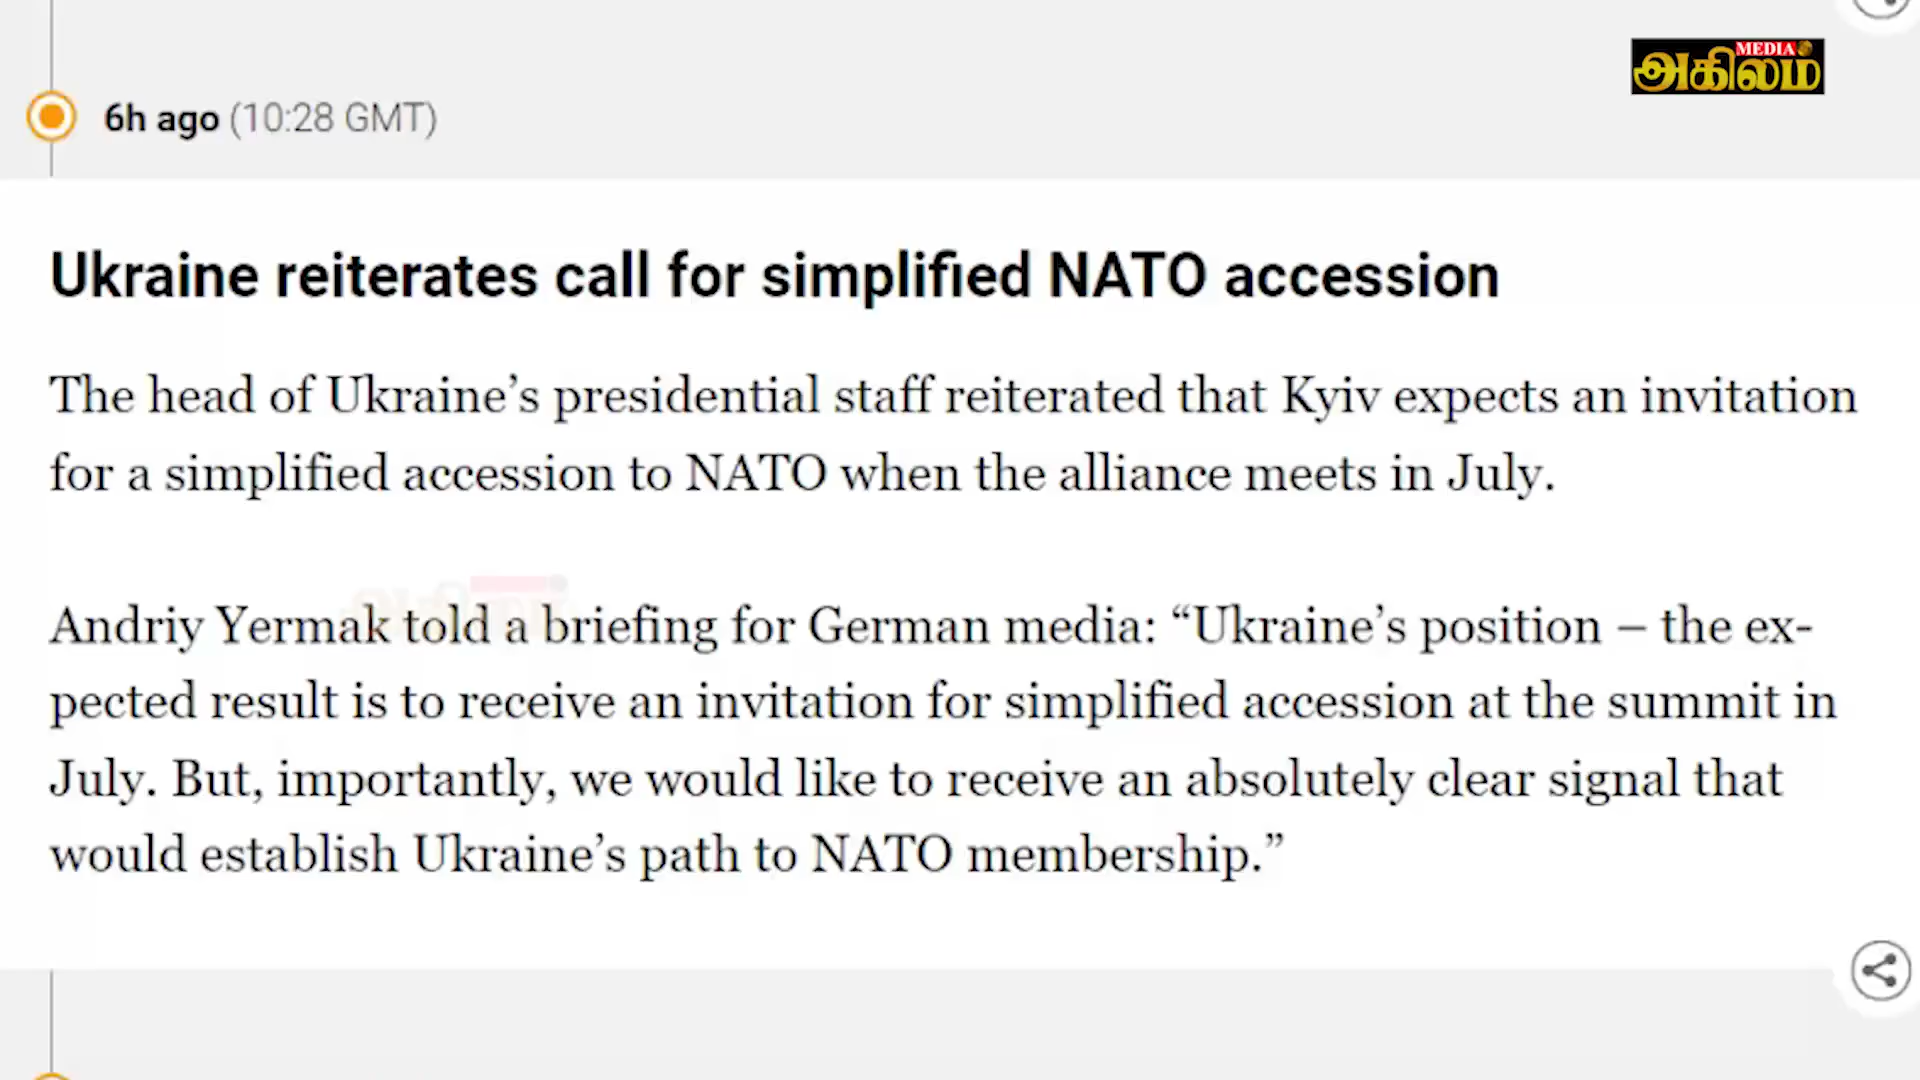 MEDIA
அகிலம்
6h ago (10:28 GMT)
Ukraine reiterates call for simplified NATO accession
The head of Ukraine’s presidential staff reiterated that Kyiv expects an invitation
for a simplified accession to NATO when the alliance meets in July.
அகிலம்
Andriy Yermak told a briefing for German media: “Ukraine’s position – the ex-
pected result is to receive an invitation for simplified accession at the summit in
July. But, importantly, we would like to receive an absolutely clear signal that
would establish Ukraine’s path to NATO membership.”